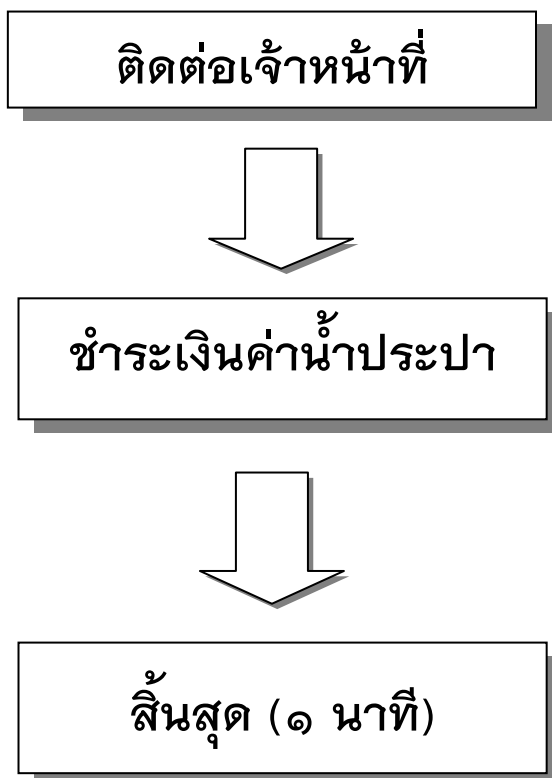 ติดต่อเจ้าหน้าที่
ชำระเงินค่าน้ำประปา
สิ้นสุด (๑ นาที)